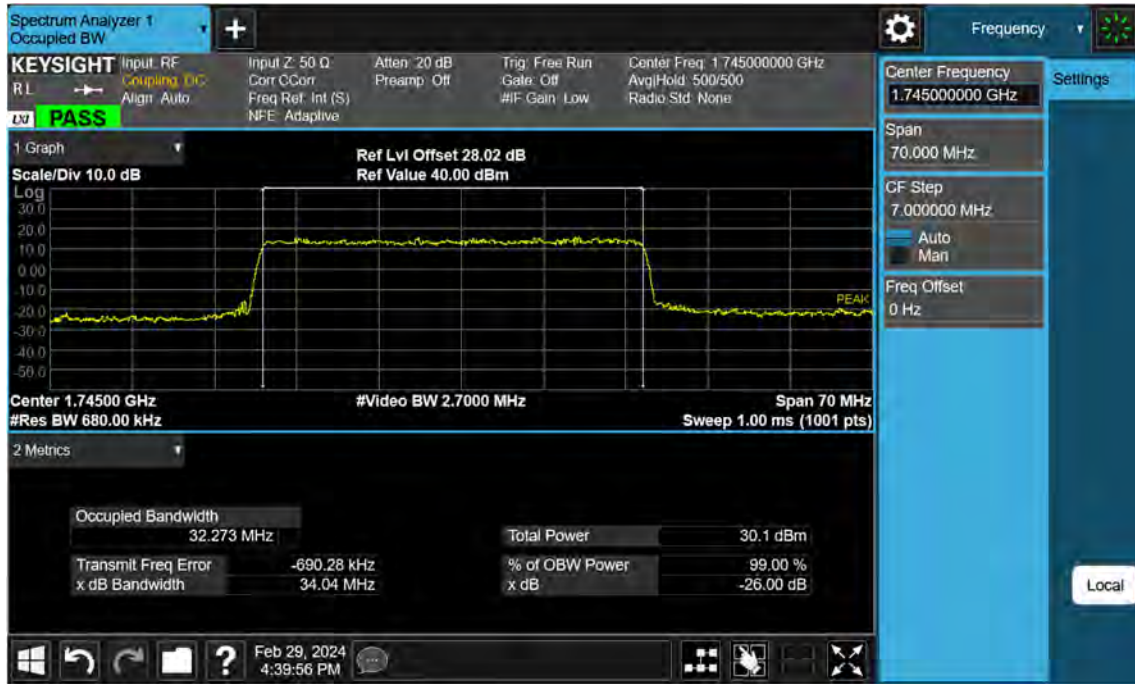 Spectrum Analyzer 1
Occupied BW
Frequency
KEYSIGHT
RL
PASS
Input: RF
Coupling: DC
Align: Auto
Input Z: 50 Ω
Corr CCorr
Freq Ref: Int (S)
NFE: Adaptive
Atten: 20 dB
Preamp: Off
Trig: Free Run
Gate: Off
#IF Gain: Low
Center Freq: 1.745000000 GHz
Avg|Hold: 500/500
Radio Std: None
Center Frequency
1.745000000 GHz
Settings
Span
70.000 MHz
CF Step
7.000000 MHz
Auto
Man
Freq Offset
0 Hz
1 Graph
Scale/Div 10.0 dB
Ref Lvl Offset 28.02 dB
Ref Value 40.00 dBm
Log
30.0
20.0
10.0
0.00
-10.0
-20.0
-30.0
-40.0
-50.0
PEAK
Center 1.74500 GHz
#Res BW 680.00 kHz
#Video BW 2.7000 MHz
Span 70 MHz
Sweep 1.00 ms (1001 pts)
2 Metrics
Occupied Bandwidth
32.273 MHz
Total Power 30.1 dBm
Transmit Freq Error -690.28 kHz
% of OBW Power 99.00 %
x dB Bandwidth 34.04 MHz
x dB -26.00 dB
Local
?
Feb 29, 2024
4:39:56 PM